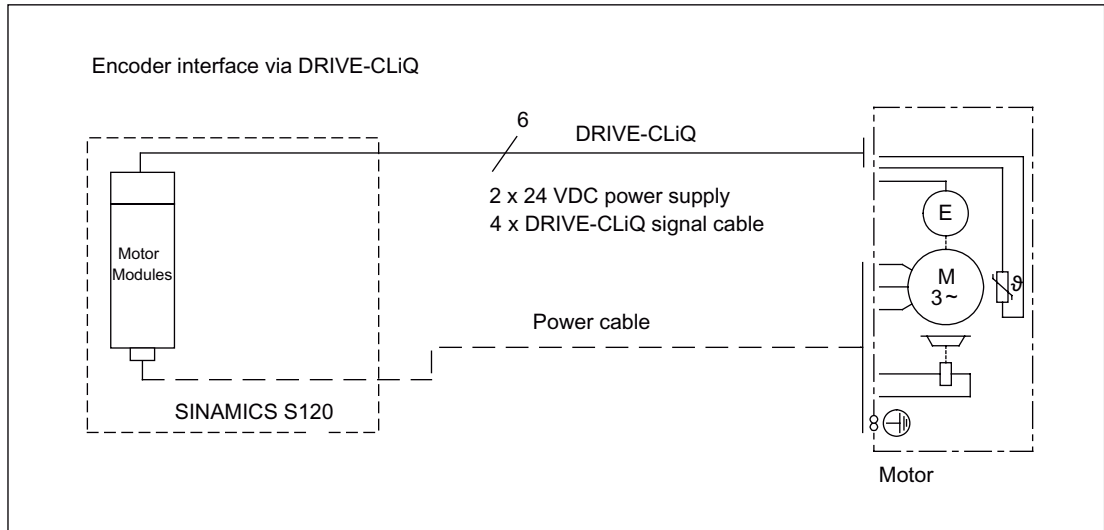 Encoder interface via DRIVE-CLiQ
6
DRIVE-CLiQ
2 x 24 VDC power supply
4 x DRIVE-CLiQ signal cable
E
Motor
Modules
M
3~
ϑ
Power cable
SINAMICS S120
Motor